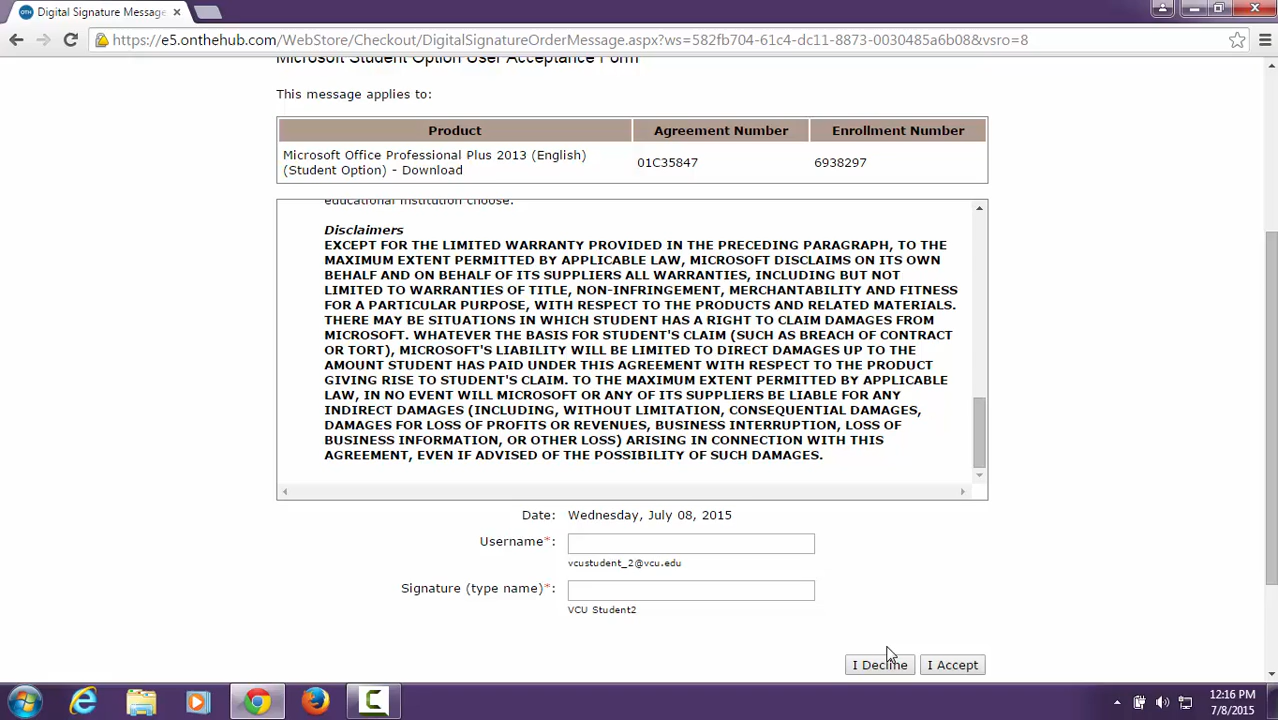 Digital Signature Message
https://e5.onthehub.com/WebStore/Checkout/DigitalSignatureOrderMessage.aspx?ws=582fb704-61c4-dc11-8873-0030485a6b08&vsro=8
Microsoft Student Option User Acceptance Form
This message applies to:
Product Agreement Number Enrollment Number
Microsoft Office Professional Plus 2013 (English)
(Student Option) - Download 01C35847 6938297
educational institution choose.
Disclaimers
EXCEPT FOR THE LIMITED WARRANTY PROVIDED IN THE PRECEDING PARAGRAPH, TO THE
MAXIMUM EXTENT PERMITTED BY APPLICABLE LAW, MICROSOFT DISCLAIMS ON ITS OWN
BEHALF AND ON BEHALF OF ITS SUPPLIERS ALL WARRANTIES, INCLUDING BUT NOT
LIMITED TO WARRANTIES OF TITLE, NON-INFRINGEMENT, MERCHANTABILITY AND FITNESS
FOR A PARTICULAR PURPOSE, WITH RESPECT TO THE PRODUCTS AND RELATED MATERIALS.
THERE MAY BE SITUATIONS IN WHICH STUDENT HAS A RIGHT TO CLAIM DAMAGES FROM
MICROSOFT. WHATEVER THE BASIS FOR STUDENT'S CLAIM (SUCH AS BREACH OF CONTRACT
OR TORT), MICROSOFT'S LIABILITY WILL BE LIMITED TO DIRECT DAMAGES UP TO THE
AMOUNT STUDENT HAS PAID UNDER THIS AGREEMENT WITH RESPECT TO THE PRODUCT
GIVING RISE TO STUDENT'S CLAIM. TO THE MAXIMUM EXTENT PERMITTED BY APPLICABLE
LAW, IN NO EVENT WILL MICROSOFT OR ANY OF ITS SUPPLIERS BE LIABLE FOR ANY
INDIRECT DAMAGES (INCLUDING, WITHOUT LIMITATION, CONSEQUENTIAL DAMAGES,
DAMAGES FOR LOSS OF PROFITS OR REVENUES, BUSINESS INTERRUPTION, LOSS OF
BUSINESS INFORMATION, OR OTHER LOSS) ARISING IN CONNECTION WITH THIS
AGREEMENT, EVEN IF ADVISED OF THE POSSIBILITY OF SUCH DAMAGES.
Date: Wednesday, July 08, 2015
Username*:
vcustudent_2@vcu.edu
Signature (type name)*:
VCU Student2
I Decline I Accept
12:16 PM
7/8/2015